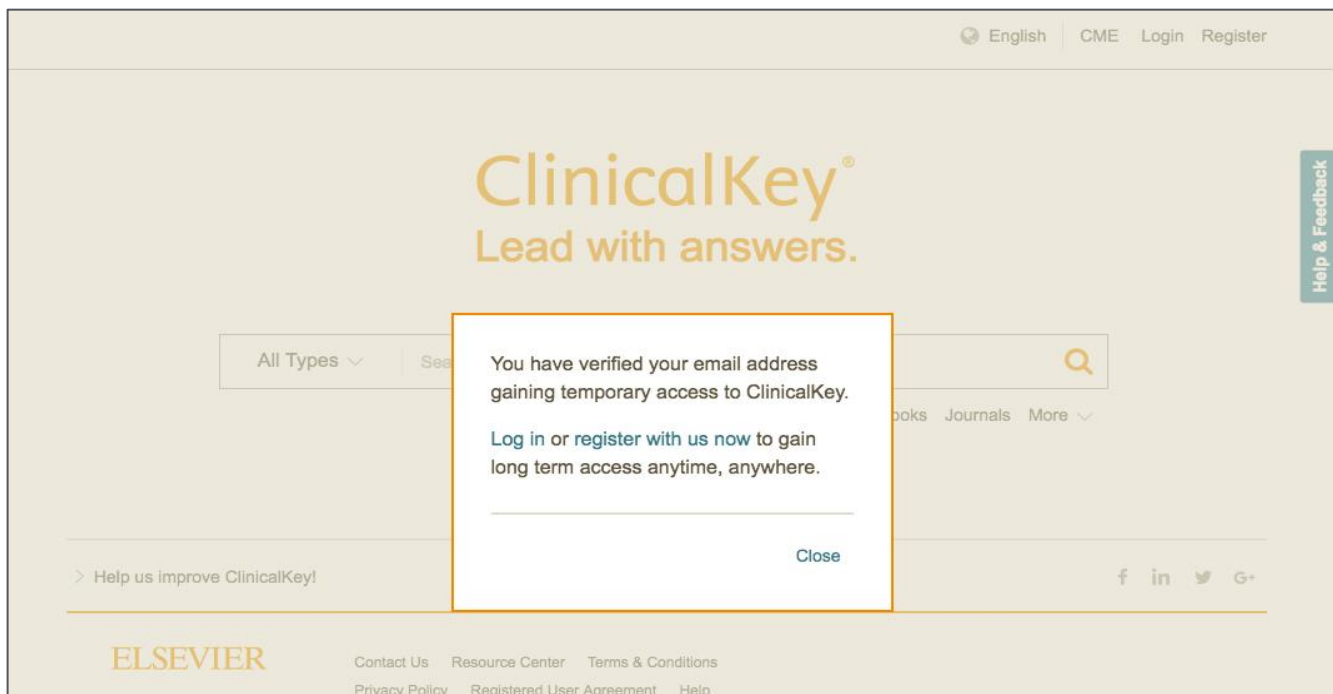 English CME Login Register
ClinicalKey®
Lead with answers.
Help & Feedback
All Types
You have verified your email address
gaining temporary access to ClinicalKey.
Journals More
Log in or register with us now to gain
long term access anytime, anywhere.
Close
Help us improve ClinicalKey!
f in G+
ELSEVIER
Contact Us Resource Center Terms & Conditions
Privacy Policy Registered User Agreement Help